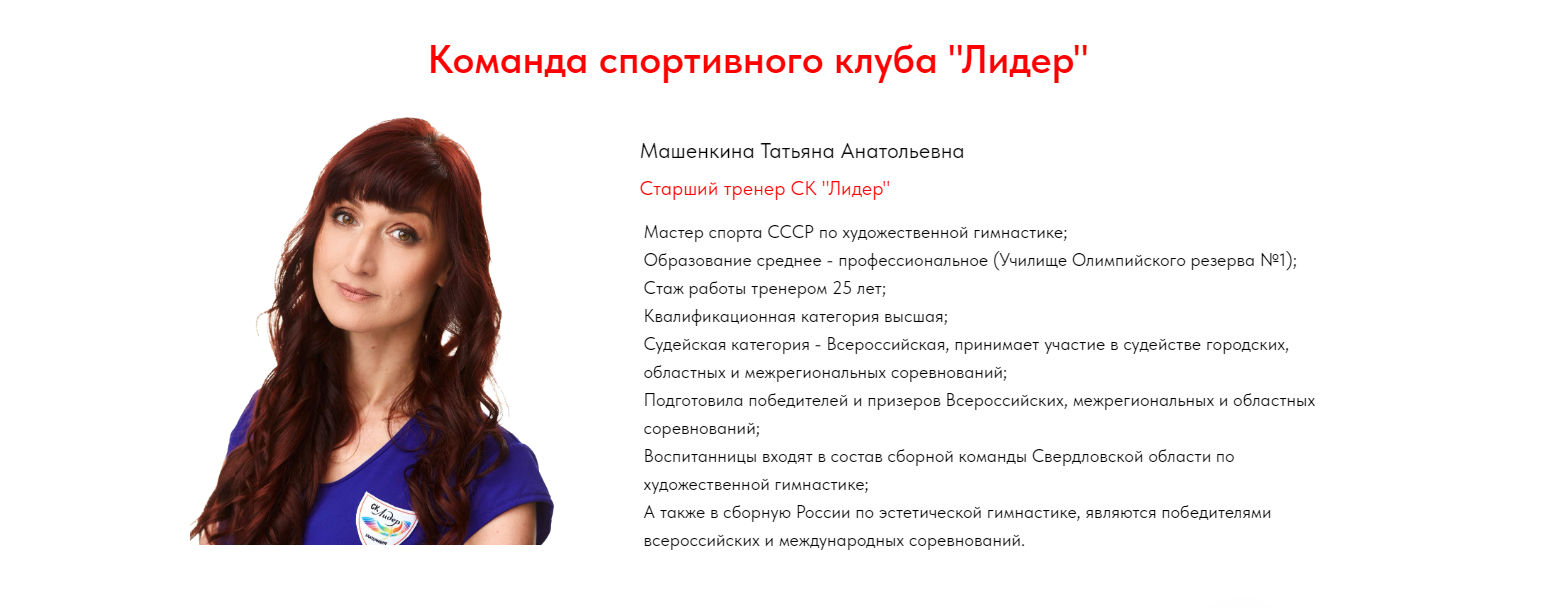 Команда спортивного клуба "Лидер"
Машенкина Татьяна Анатольевна
Старший тренер СК "Лидер"
Мастер спорта СССР по художественной гимнастике;
Образование среднее - профессиональное (Училище Олимпийского резерва №1);
Стаж работы тренером 25 лет;
Квалификационная категория высшая;
Судейская категория - Всероссийская, принимает участие в судействе городских,
областных и межрегиональных соревнований;
Подготовила победителей и призеров Всероссийских, межрегиональных и областных
соревнований;
Воспитанницы входят в состав сборной команды Свердловской области по
художественной гимнастике;
А также в сборную России по эстетической гимнастике, являются победителями
всероссийских и международных соревнований.
СК Лидер